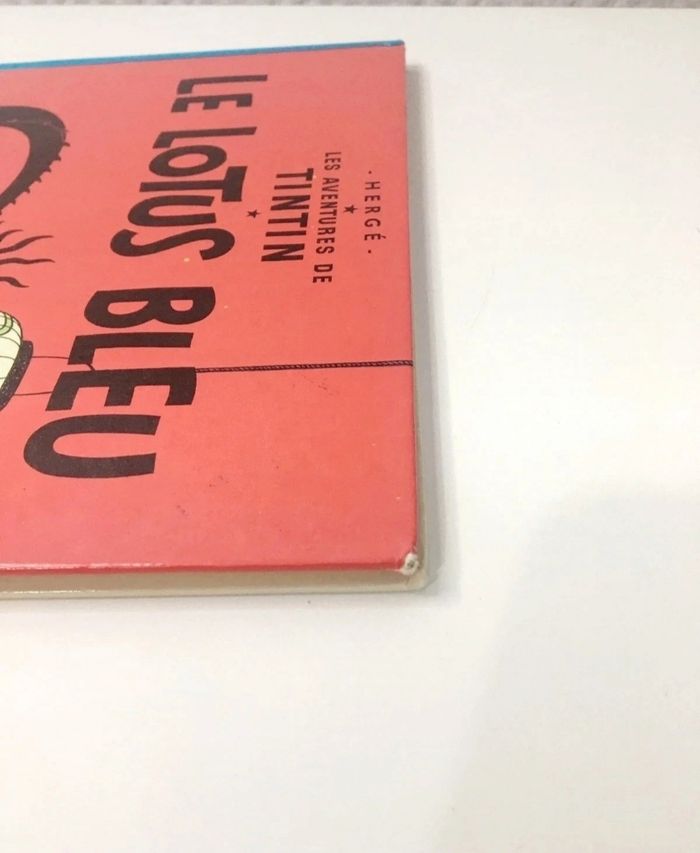 · HERGÉ ·
★
LES AVENTURES DE
TINTIN
★
LE LOTUS
BLEU